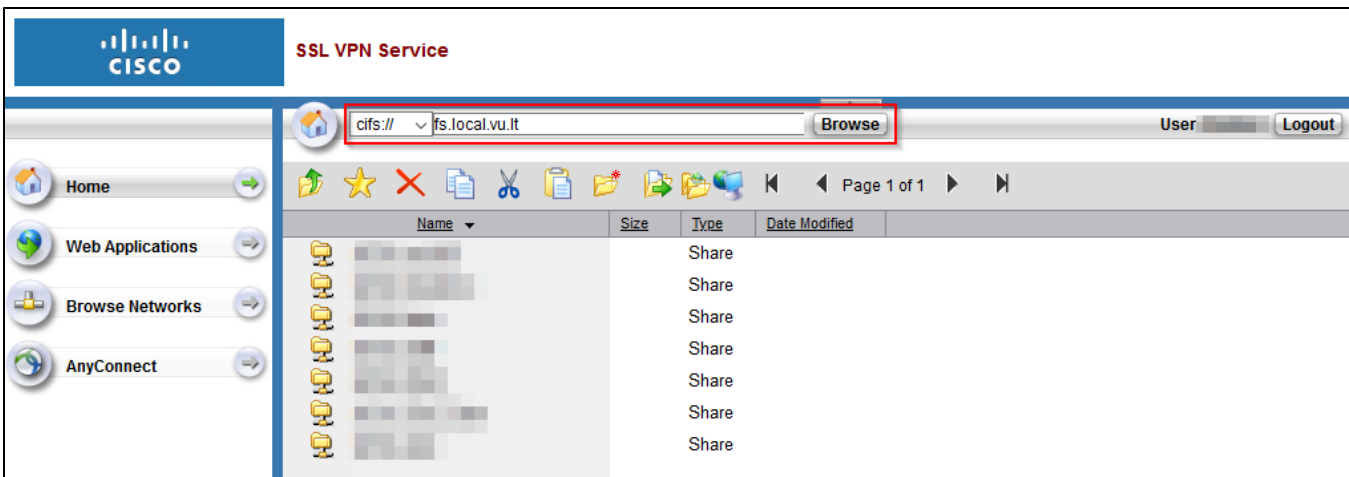 CISCO
SSL VPN Service
cifs:// fs.local.vu.lt Browse
User Logout
Home
Web Applications
Browse Networks
AnyConnect
Page 1 of 1
Name Size Type Date Modified
Share
Share
Share
Share
Share
Share
Share